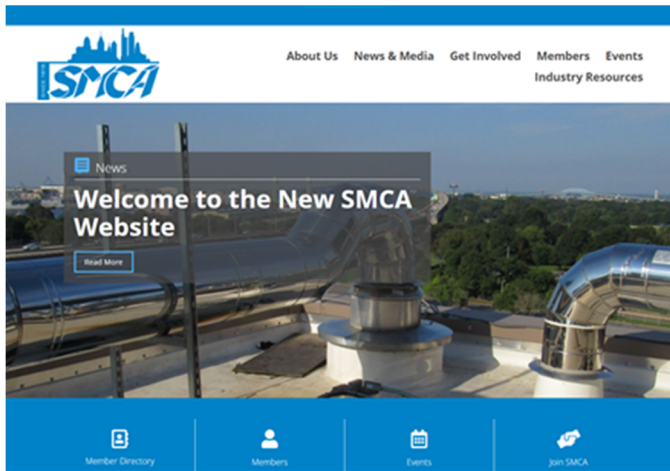 SMCA
About Us News & Media Get Involved Members Events
Industry Resources
News
Welcome to the New SMCA
Website
Read More
Member Directory Members Events Join SMCA